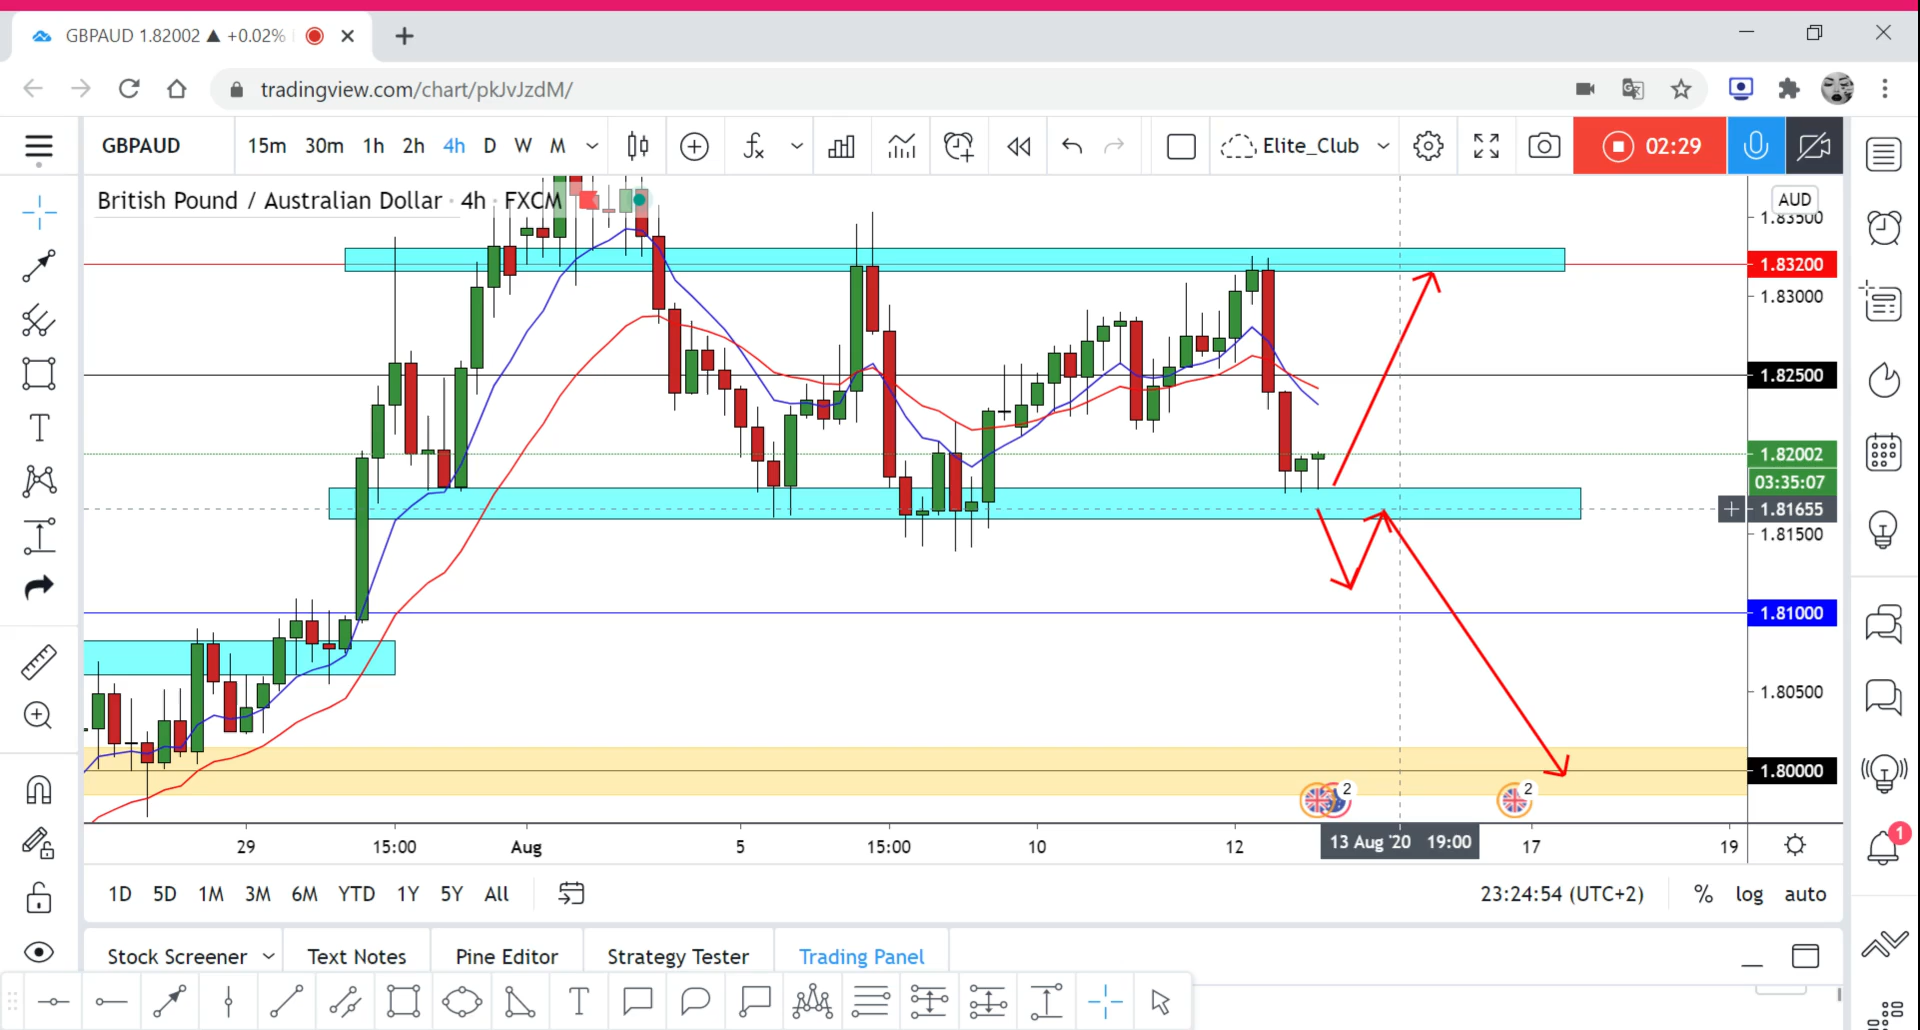 GBPAUD 1.82002 ▲ +0.02%
tradingview.com/chart/pkJvJzdM/
GBPAUD 15m 30m 1h 2h 4h D W M Elite_Club 02:29
British Pound / Australian Dollar · 4h · FXCM
AUD
1.83500
1.83200
1.83000
1.82500
1.82002
03:35:07
1.81655
1.81500
1.81000
1.80500
1.80000
2 2
29 15:00 Aug 5 15:00 10 12 13 Aug '20 19:00 17 19
1
1D 5D 1M 3M 6M YTD 1Y 5Y All 23:24:54 (UTC+2) % log auto
Stock Screener Text Notes Pine Editor Strategy Tester Trading Panel